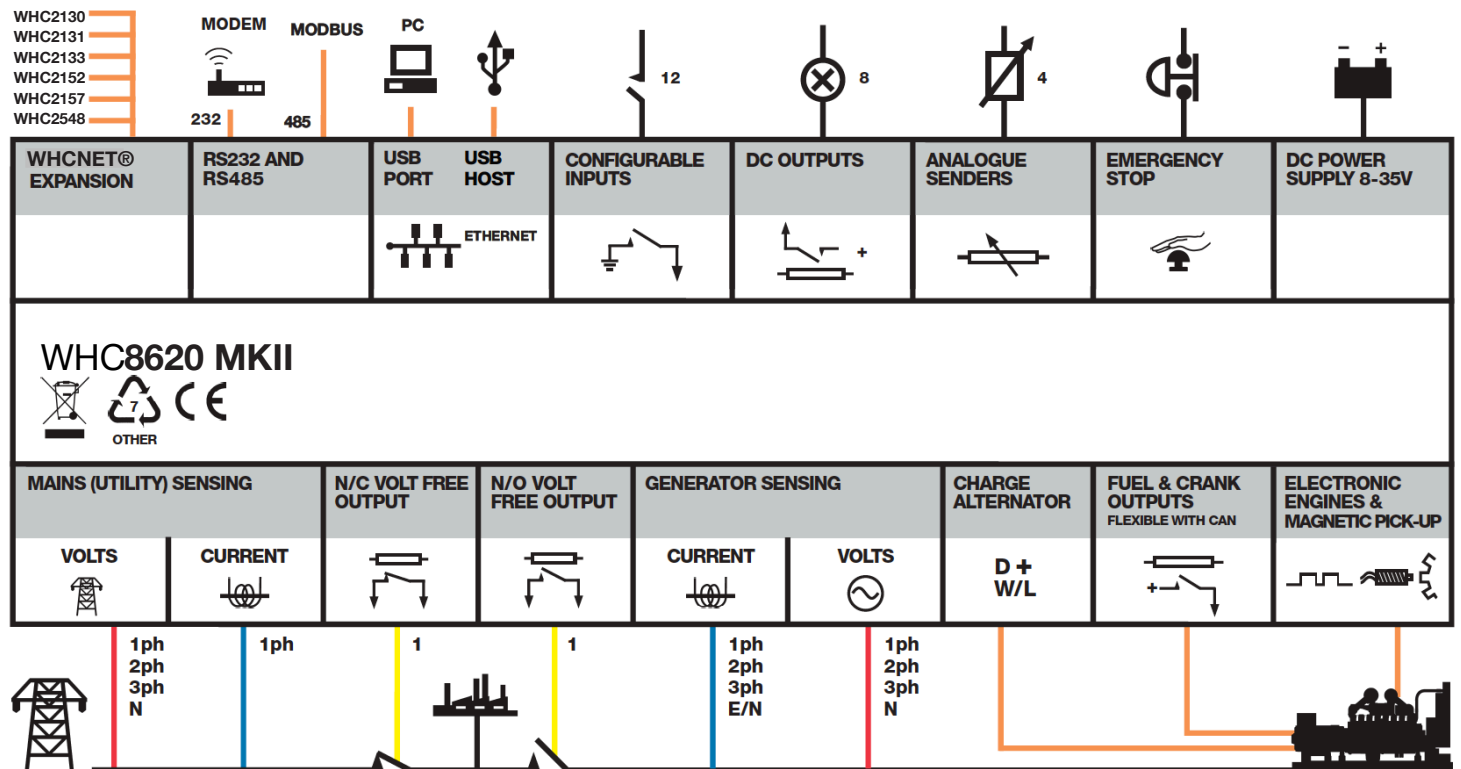 WHC2130
WHC2131
WHC2133
WHC2152
WHC2157
WHC2548
MODEM
232
MODBUS
485
PC
12
8
4
– +
WHCNET®
EXPANSION
RS232 AND
RS485
USB
PORT
USB
HOST
ETHERNET
CONFIGURABLE
INPUTS
DC OUTPUTS
+
ANALOGUE
SENDERS
EMERGENCY
STOP
DC POWER
SUPPLY 8-35V
WHC8620 MKII
7
OTHER
CE
MAINS (UTILITY) SENSING
VOLTS
CURRENT
N/C VOLT FREE
OUTPUT
N/O VOLT
FREE OUTPUT
GENERATOR SENSING
CURRENT
VOLTS
CHARGE
ALTERNATOR
D +
W/L
FUEL & CRANK
OUTPUTS
FLEXIBLE WITH CAN
+
ELECTRONIC
ENGINES &
MAGNETIC PICK-UP
1ph
2ph
3ph
N
1ph
1
1
1ph
2ph
3ph
E/N
1ph
2ph
3ph
N